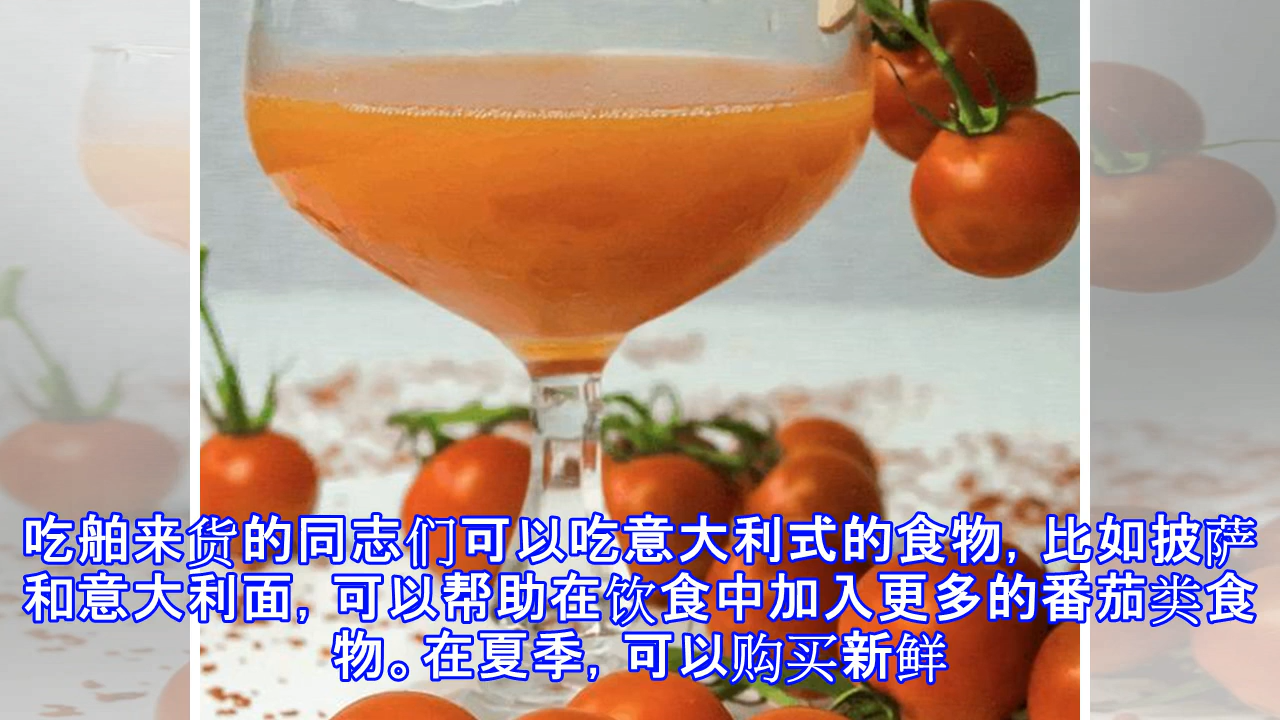 吃舶来货的同志们可以吃意大利式的食物，比如披萨
和意大利面，可以帮助在饮食中加入更多的番茄类食
物。在夏季，可以购买新鲜